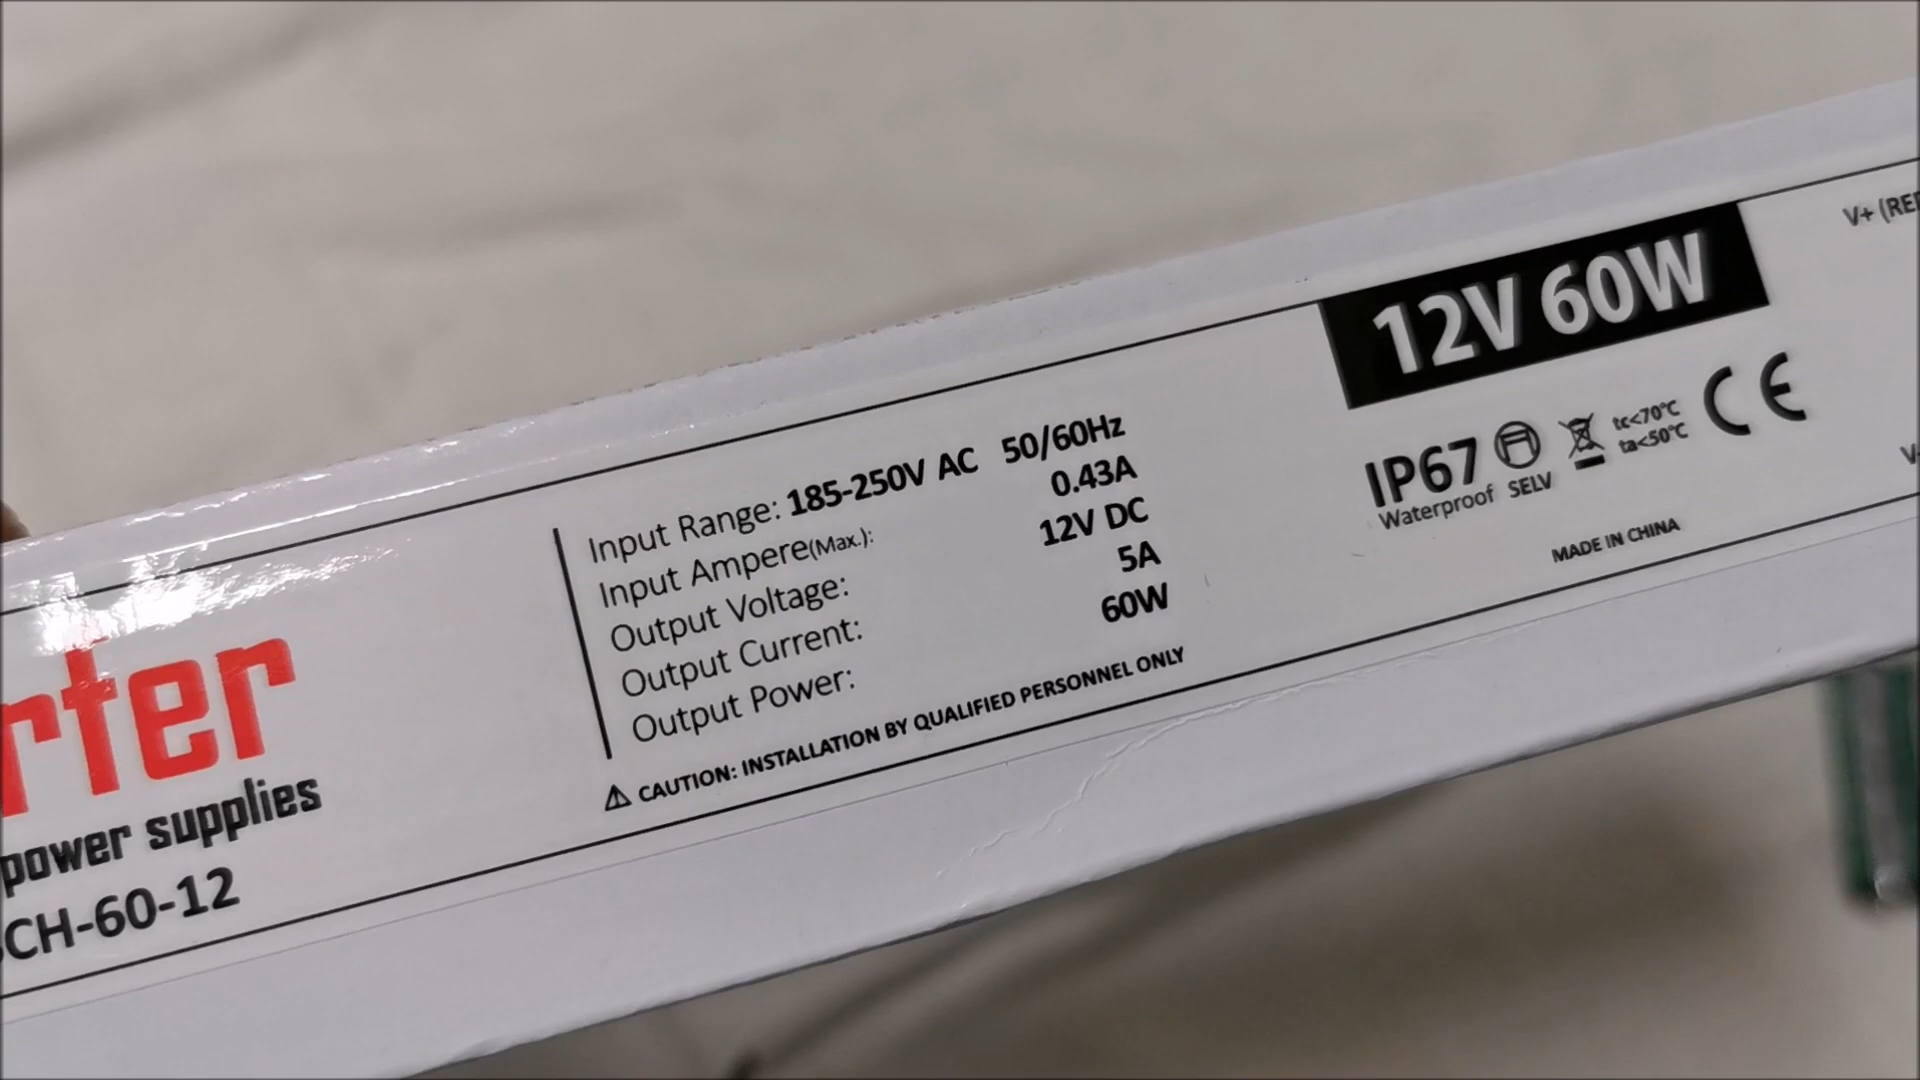 power supplies
CH-60-12
Input Range: 185-250V AC 50/60Hz
Input Ampere(Max.): 0.43A
Output Voltage: 12V DC
Output Current: 5A
Output Power: 60W
CAUTION: INSTALLATION BY QUALIFIED PERSONNEL ONLY
12V 60W
IP67
Waterproof SELV
tc<70℃
ta<50℃
CE
MADE IN CHINA
V+